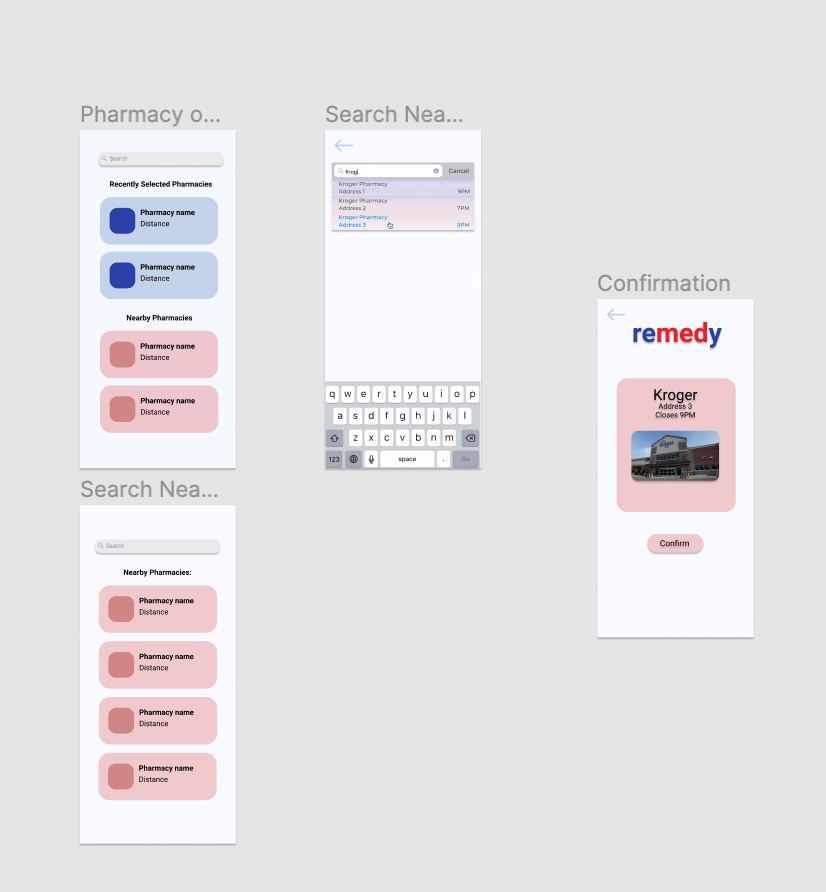 Pharmacy o...
Search
Recently Selected Pharmacies
Pharmacy name
Distance
Pharmacy name
Distance
Nearby Pharmacies
Pharmacy name
Distance
Pharmacy name
Distance
Search Nea...
Krog
Cancel
Kroger Pharmacy
Address 1
9PM
Kroger Pharmacy
Address 2
7PM
Kroger Pharmacy
Address 3
9PM
q w e r t y u i o p
a s d f g h j k l
z x c v b n m
123
space
.
Go
Search Nea...
Search
Nearby Pharmacies:
Pharmacy name
Distance
Pharmacy name
Distance
Pharmacy name
Distance
Pharmacy name
Distance
Confirmation
remedy
Kroger
Address 3
Closes 9PM
Kroger
Confirm